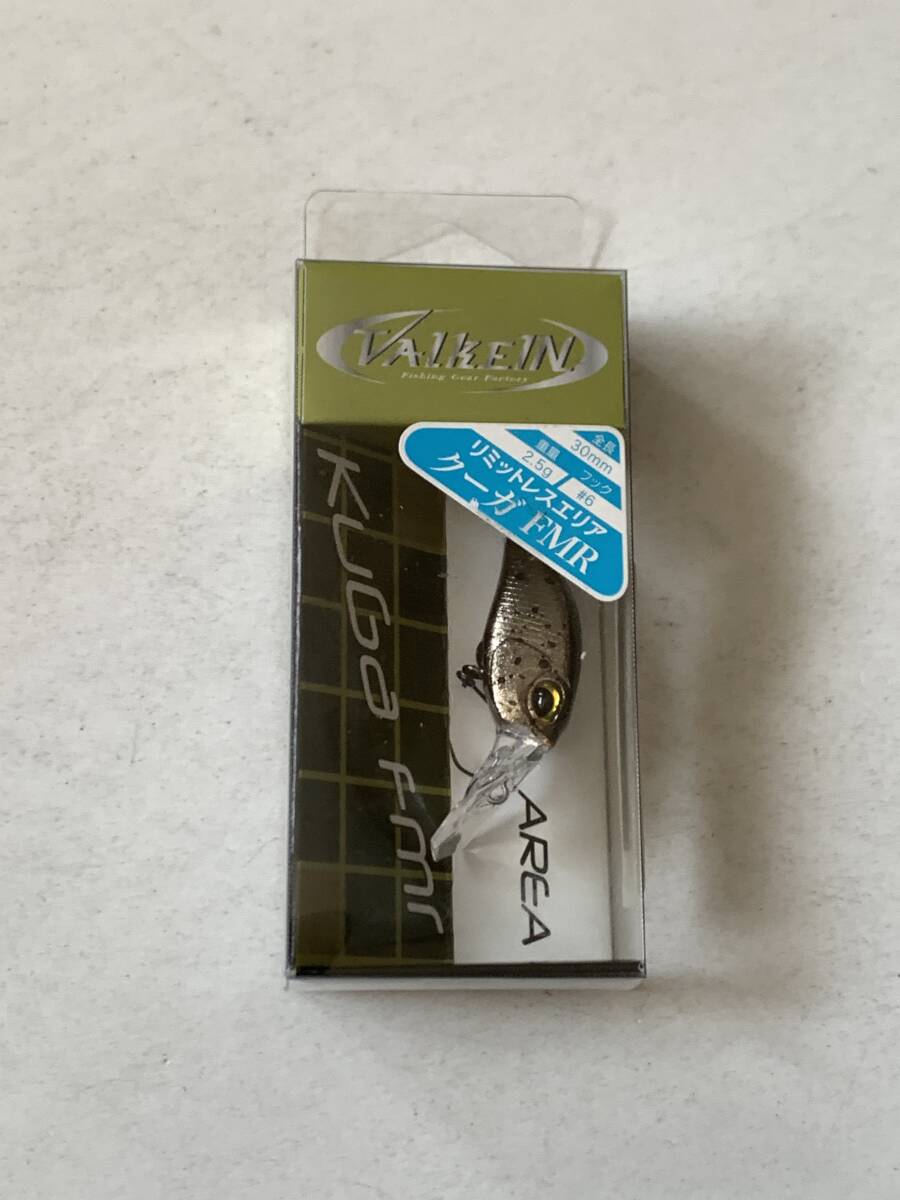 VALKEIN
Fishing Gear Factory
全長
30mm
重量
2.5g
フック
#6
リミットレスエリア
クーガ FMR
Kuga Fmr
AREA